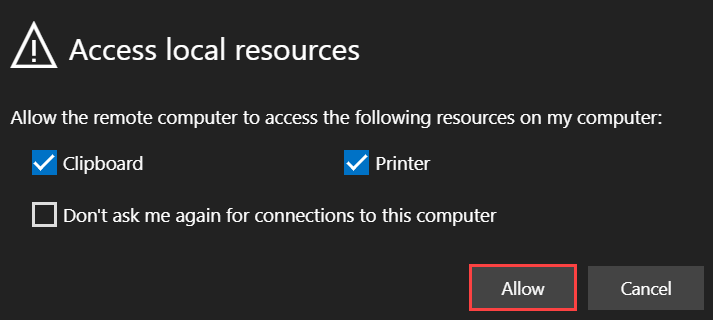 Access local resources
Allow the remote computer to access the following resources on my computer:
Clipboard Printer
Don't ask me again for connections to this computer
Allow Cancel